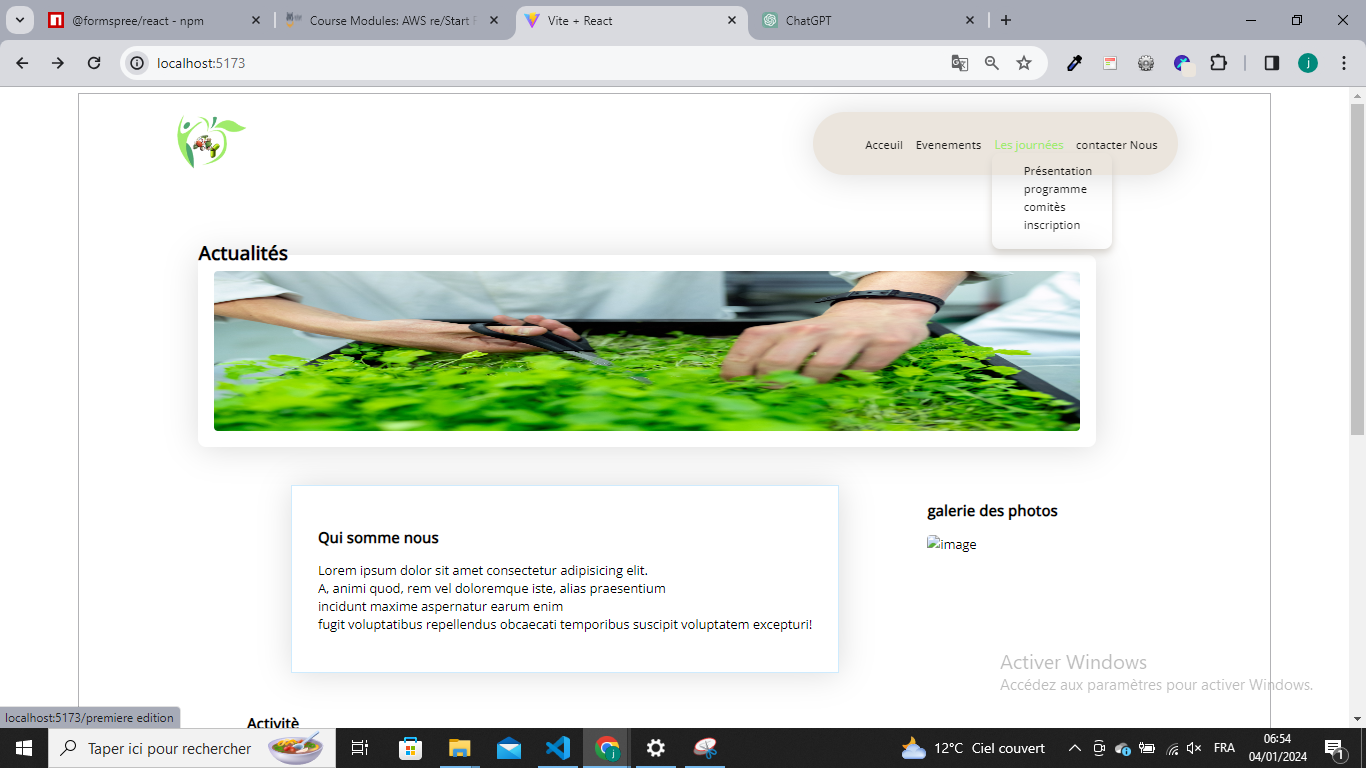 @formspree/react - npm
Course Modules: AWS re/Start
Vite + React
ChatGPT
localhost:5173
j
Acceuil Evenements Les journées contacter Nous
Présentation
programme
comitès
inscription
Actualités
Qui somme nous
Lorem ipsum dolor sit amet consectetur adipisicing elit.
A, animi quod, rem vel doloremque iste, alias praesentium
incidunt maxime aspernatur earum enim
fugit voluptatibus repellendus obcaecati temporibus suscipit voluptatem excepturi!
galerie des photos
image
Activer Windows
Accédez aux paramètres pour activer Windows.
Activitè
localhost:5173/premiere edition
Taper ici pour rechercher
12°C Ciel couvert
FRA
06:54
04/01/2024
1